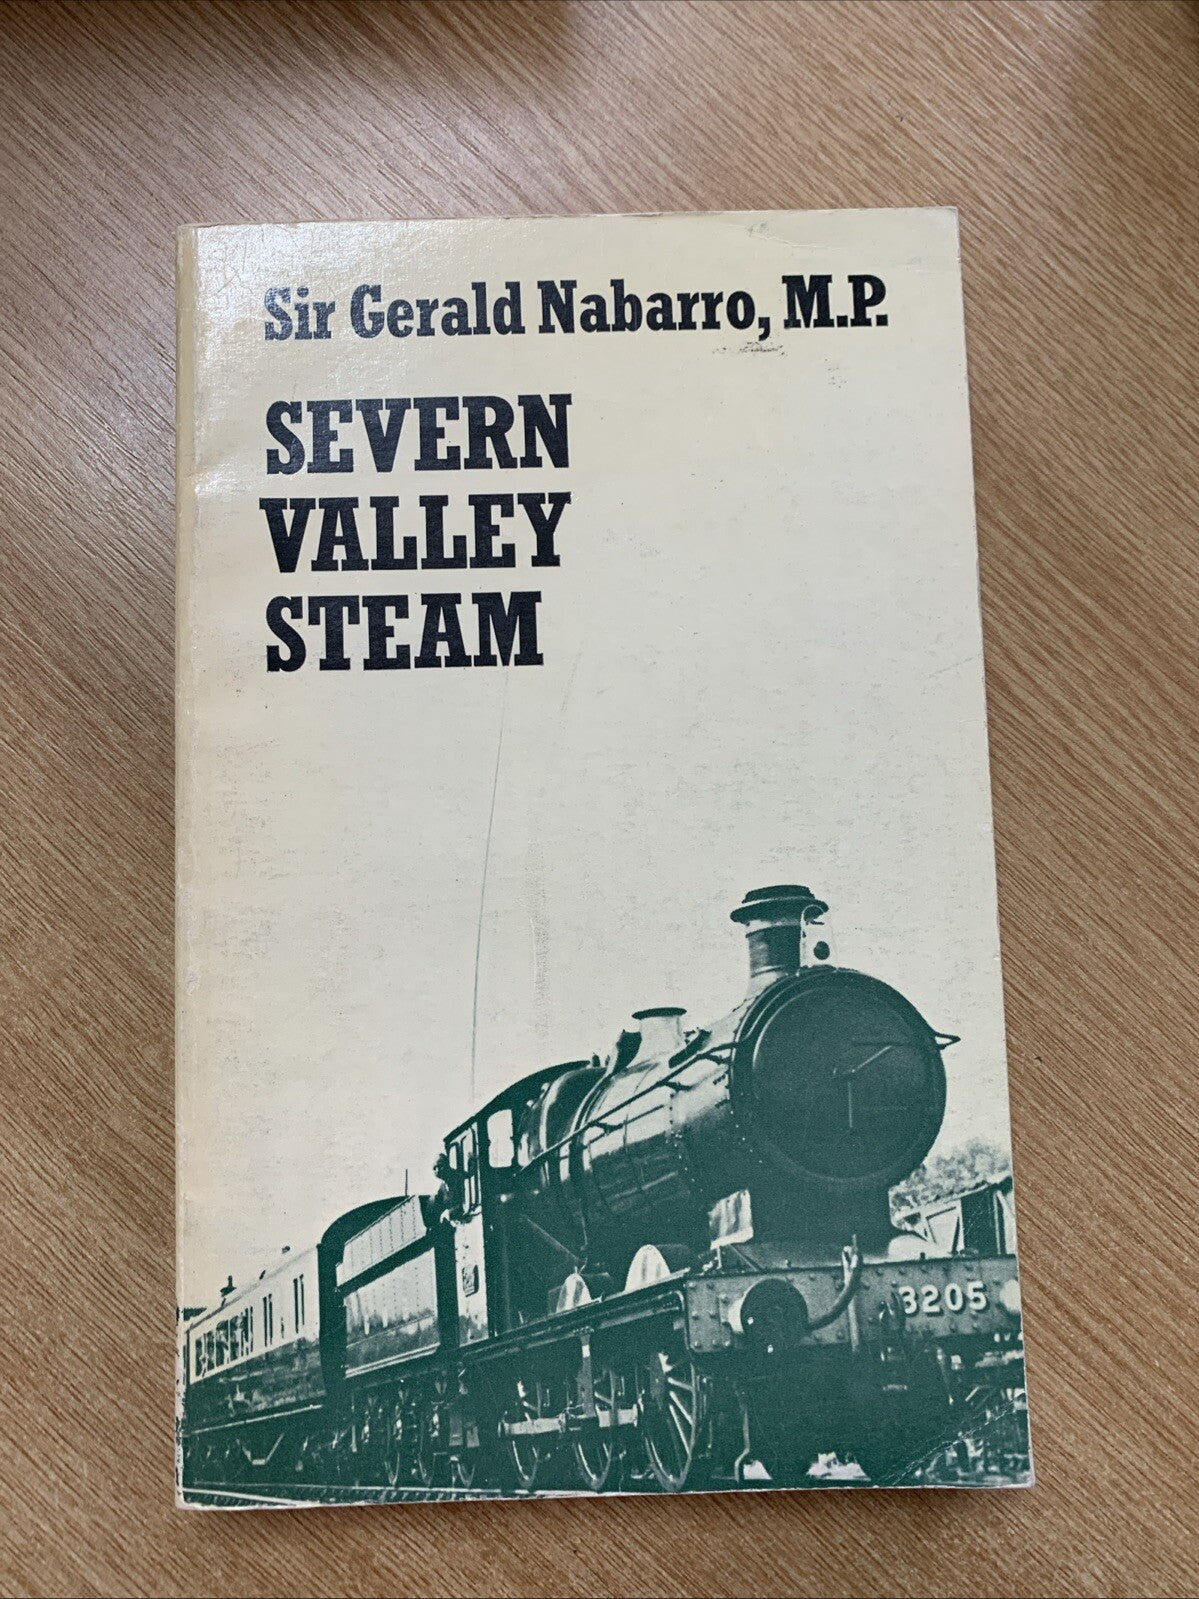 Sir Gerald Nabarro, M.P.
SEVERN
VALLEY
STEAM
3205